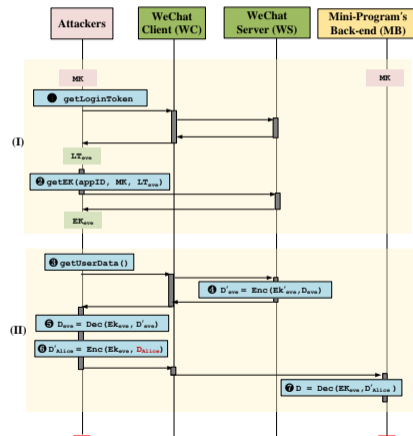 Attackers
WeChat
Client (WC)
WeChat
Server (WS)
Mini-Program's
Back-end (MB)
MK
MK
❶ getLoginToken
(I)
LTeve
❷ getEK(appID, MK, LTeve)
EKeve
❸ getUserData()
❹ D'eve = Enc(Ek'eve, Deve)
(II)
❺ Deve = Dec(Ekeve, D'eve)
❻ D'Alice = Enc(Ekeve, DAlice)
❼ D = Dec(EKeve, D'Alice )